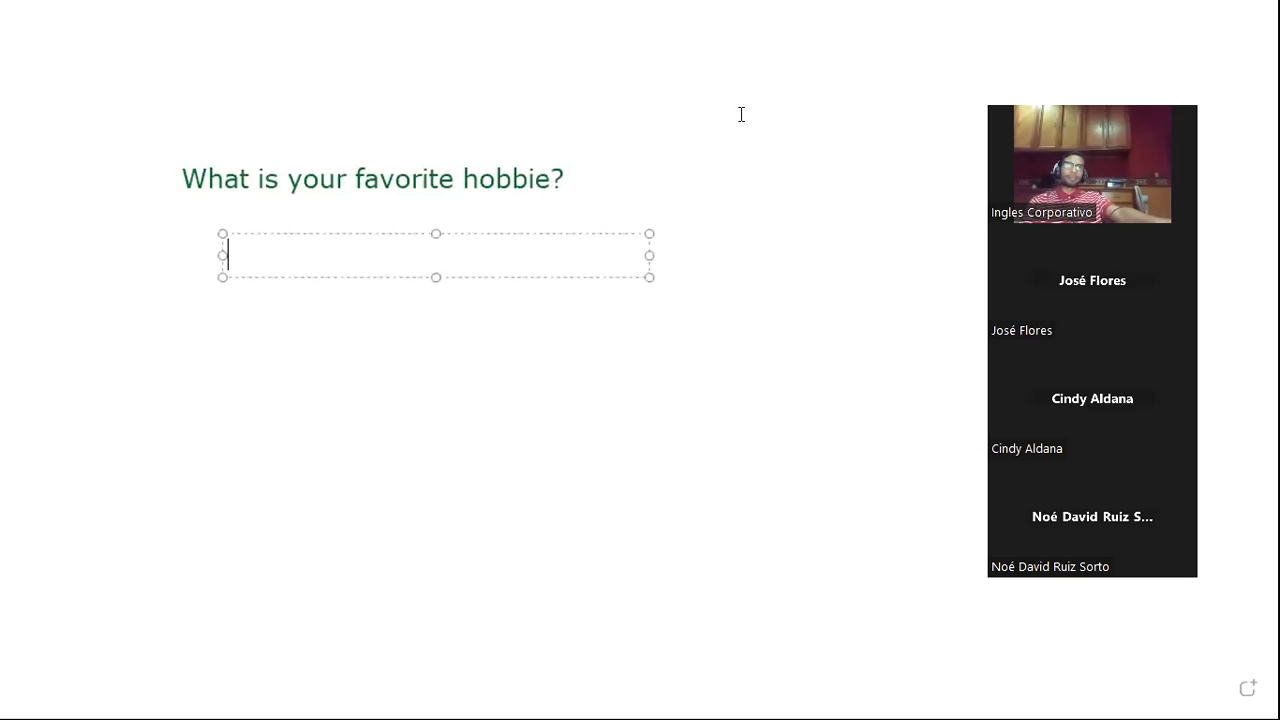 What is your favorite hobbie?
Ingles Corporativo
José Flores
José Flores
Cindy Aldana
Cindy Aldana
Noé David Ruiz S...
Noé David Ruiz Sorto